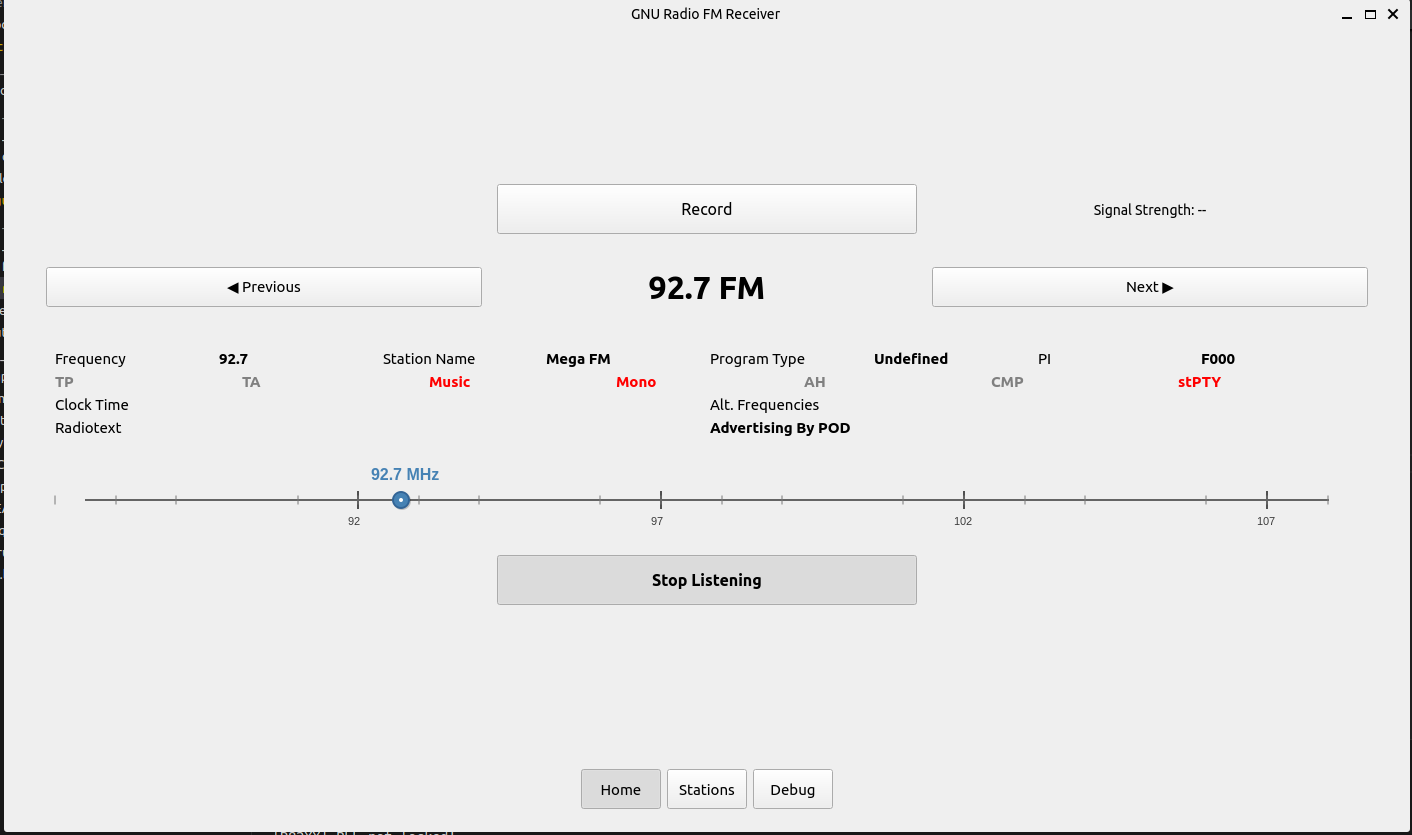 GNU Radio FM Receiver
Record
Signal Strength: --
◀ Previous
92.7 FM
Next ▶
Frequency 92.7 Station Name Mega FM Program Type Undefined PI F000
TP TA Music Mono AH CMP stPTY
Clock Time Alt. Frequencies
Radiotext Advertising By POD
92.7 MHz
92 97 102 107
Stop Listening
Home Stations Debug